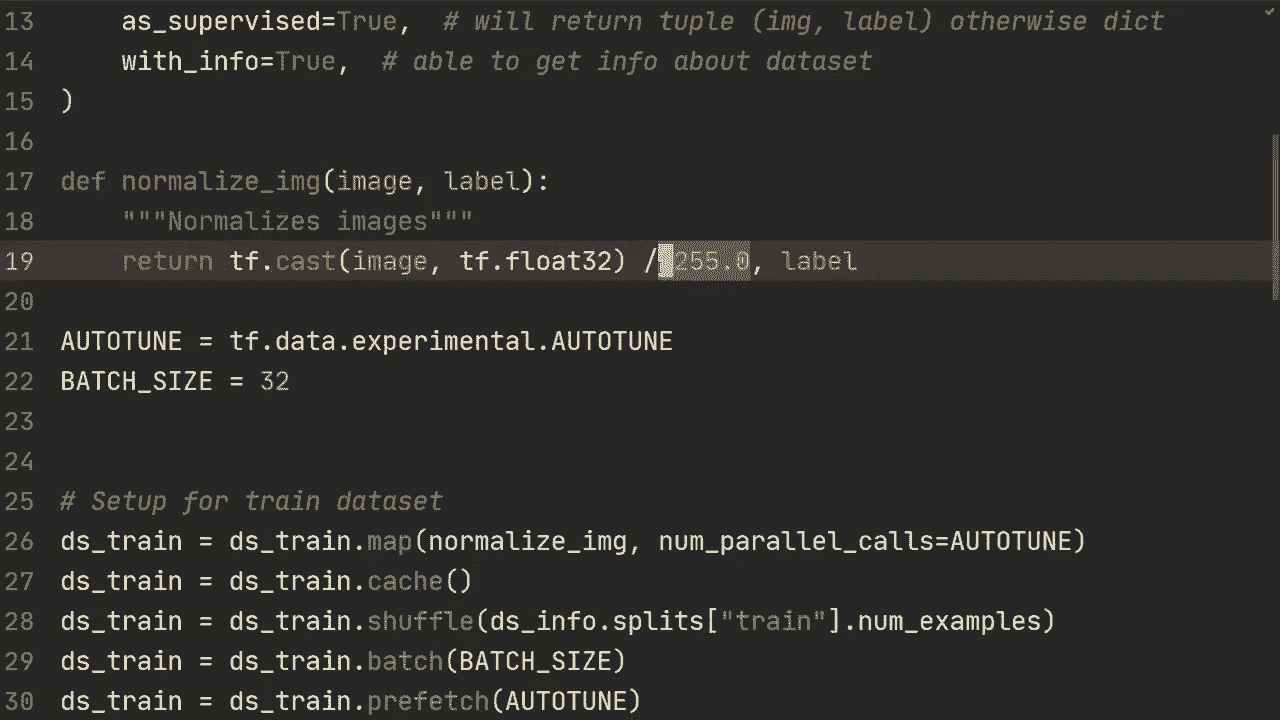 13 as_supervised=True, # will return tuple (img, label) otherwise dict
14 with_info=True, # able to get info about dataset
15 )
16
17 def normalize_img(image, label):
18 """Normalizes images"""
19 return tf.cast(image, tf.float32) / 255.0, label
20
21 AUTOTUNE = tf.data.experimental.AUTOTUNE
22 BATCH_SIZE = 32
23
24
25 # Setup for train dataset
26 ds_train = ds_train.map(normalize_img, num_parallel_calls=AUTOTUNE)
27 ds_train = ds_train.cache()
28 ds_train = ds_train.shuffle(ds_info.splits["train"].num_examples)
29 ds_train = ds_train.batch(BATCH_SIZE)
30 ds_train = ds_train.prefetch(AUTOTUNE)